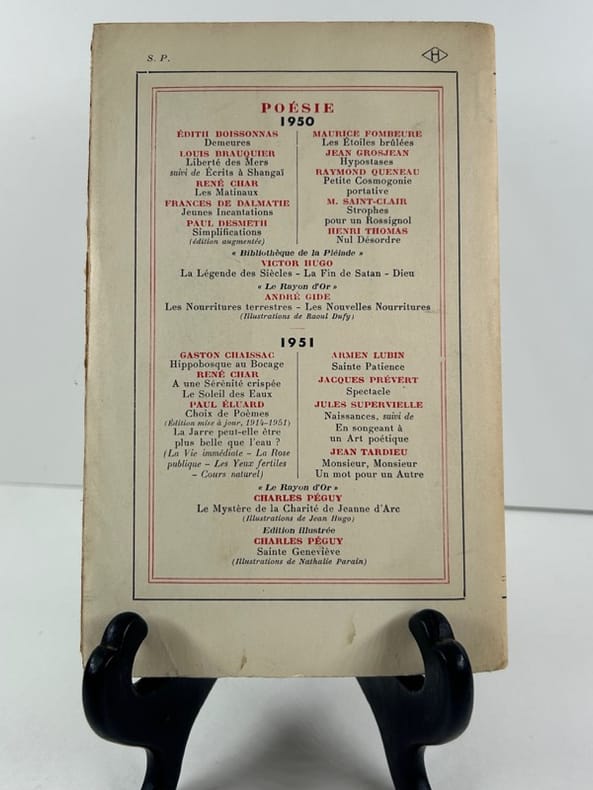 S. P.
H
POÉSIE
1950
ÉDITH BOISSONNAS
Demeures
LOUIS BRAUQUIER
Liberté des Mers
suivi de Écrits à Shangaï
RENÉ CHAR
Les Matinaux
FRANCES DE DALMATIE
Jeunes Incantations
PAUL DESMETH
Simplifications
(édition augmentée)
MAURICE FOMBEURE
Les Étoiles brûlées
JEAN GROSJEAN
Hypostases
RAYMOND QUENEAU
Petite Cosmogonie
portative
M. SAINT-CLAIR
Strophes
pour un Rossignol
HENRI THOMAS
Nul Désordre
« Bibliothèque de la Pléiade »
VICTOR HUGO
La Légende des Siècles - La Fin de Satan - Dieu
« Le Rayon d'Or »
ANDRÉ GIDE
Les Nourritures terrestres - Les Nouvelles Nourritures
(Illustrations de Raoul Dufy)
1951
GASTON CHAISSAC
Hippobosque au Bocage
RENÉ CHAR
A une Sérénité crispée
Le Soleil des Eaux
PAUL ÉLUARD
Choix de Poèmes
(Édition mise à jour, 1914-1951)
La Jarre peut-elle être
plus belle que l'eau ?
(La Vie immédiate - La Rose
publique - Les Yeux fertiles
- Cours naturel)
ARMEN LUBIN
Sainte Patience
JACQUES PRÉVERT
Spectacle
JULES SUPERVIELLE
Naissances, suivi de
En songeant à
un Art poétique
JEAN TARDIEU
Monsieur, Monsieur
Un mot pour un Autre
« Le Rayon d'Or »
CHARLES PÉGUY
Le Mystère de la Charité de Jeanne d'Arc
(Illustrations de Jean Hugo)
Edition illustrée
CHARLES PÉGUY
Sainte Geneviève
(Illustrations de Nathalie Parain)